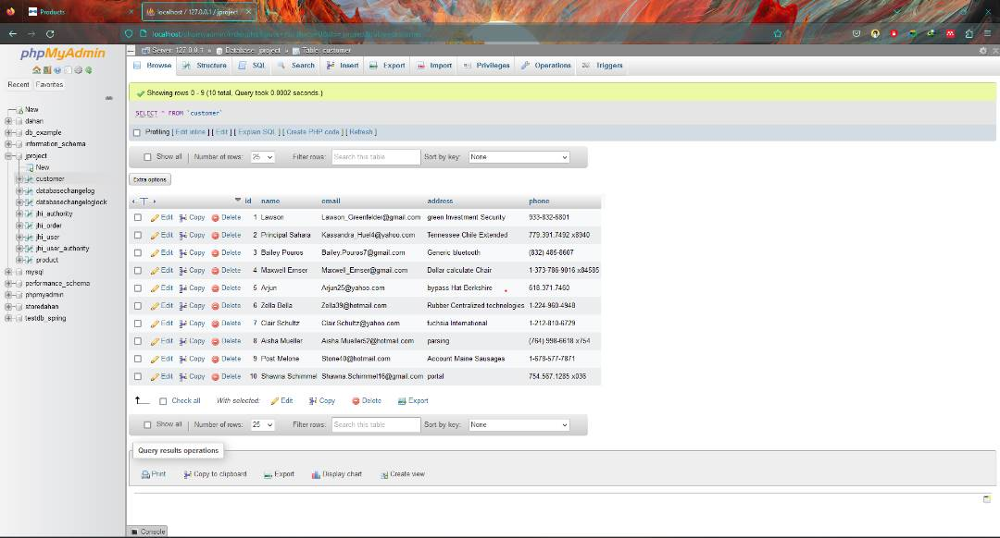 Products
localhost / 127.0.0.1 / jproject
phpMyAdmin
Recent Favorites
New
dahan
db_example
information_schema
jproject
New
customer
databasechangelog
databasechangeloglock
jhi_authority
jhi_order
jhi_user
jhi_user_authority
product
mysql
performance_schema
phpmyadmin
storedahan
testdb_spring
Server: 127.0.0.1 » Database: jproject » Table: customer
Browse Structure SQL Search Insert Export Import Privileges Operations Triggers
Showing rows 0 - 9 (10 total, Query took 0.0002 seconds.)
SELECT * FROM `customer`
Profiling [ Edit inline ] [ Edit ] [ Explain SQL ] [ Create PHP code ] [ Refresh ]
Show all Number of rows: 25 Filter rows: Search this table Sort by key: None
Extra options
id name email address phone
Edit Copy Delete 1 Lawson Lawson_Greenfelder@gmail.com green Investment Security 933-832-6801
Edit Copy Delete 2 Principal Sahara Kassandra_Huel4@yahoo.com Tennessee Chile Extended 779.391.7492 x8940
Edit Copy Delete 3 Bailey Pouros Bailey.Pouros7@gmail.com Generic bluetooth (832) 485-8607
Edit Copy Delete 4 Maxwell Emser Maxwell_Emser@gmail.com Dollar calculate Chair 1-373-786-9016 x84585
Edit Copy Delete 5 Arjun Arjun25@yahoo.com bypass Hat Berkshire 618.371.7460
Edit Copy Delete 6 Zella Bella Zella39@hotmail.com Rubber Centralized technologies 1-224-960-4948
Edit Copy Delete 7 Clair Schultz Clair.Schultz@yahoo.com fuchsia International 1-212-810-6729
Edit Copy Delete 8 Aisha Mueller Aisha.Mueller52@hotmail.com parsing (764) 998-6618 x754
Edit Copy Delete 9 Post Melone Stone40@hotmail.com Account Maine Sausages 1-678-577-7871
Edit Copy Delete 10 Shawna Schimmel Shawna.Schimmel16@gmail.com portal 754.567.1285 x036
Check all With selected: Edit Copy Delete Export
Show all Number of rows: 25 Filter rows: Search this table Sort by key: None
Query results operations
Print Copy to clipboard Export Display chart Create view
Console